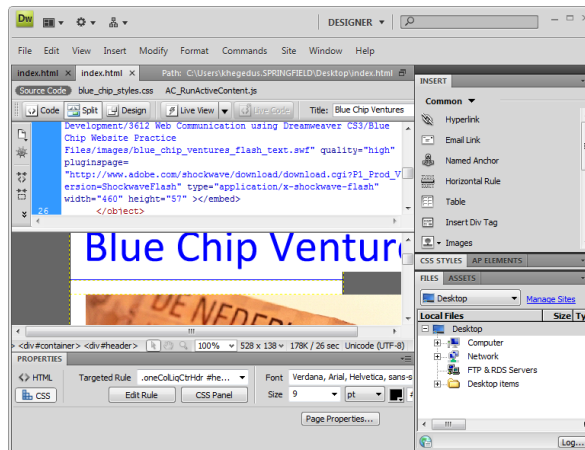 Dw DESIGNER
File Edit View Insert Modify Format Commands Site Window Help
index.html × index.html × Path: C:\Users\khegedus.SPRINGFIELD\Desktop\index.html
Source Code blue_chip_styles.css AC_RunActiveContent.js
Code Split Design Live View Live Code Title: Blue Chip Ventures
Development/3612 Web Communication using Dreamweaver CS3/Blue
Chip Website Practice
Files/images/blue_chip_ventures_flash_text.swf" quality="high"
pluginspage=
"http://www.adobe.com/shockwave/download/download.cgi?P1_Prod_V
ersion=ShockwaveFlash" type="application/x-shockwave-flash"
width="460" height="57" ></embed>
26 </object>
Blue Chip Ventur
DE NEDER
<div#container> <div#header> 100% 528 x 138 178K / 26 sec Unicode (UTF-8)
PROPERTIES
<> HTML Targeted Rule .oneColLiqCtrHdr #he... Font Verdana, Arial, Helvetica, sans-s
CSS Edit Rule CSS Panel Size 9 pt
Page Properties...
INSERT
Common
Hyperlink
Email Link
Named Anchor
Horizontal Rule
Table
Insert Div Tag
Images
CSS STYLES AP ELEMENTS
FILES ASSETS
Desktop Manage Sites
Local Files Size Ty
Desktop
Computer
Network
FTP & RDS Servers
Desktop items
Log...